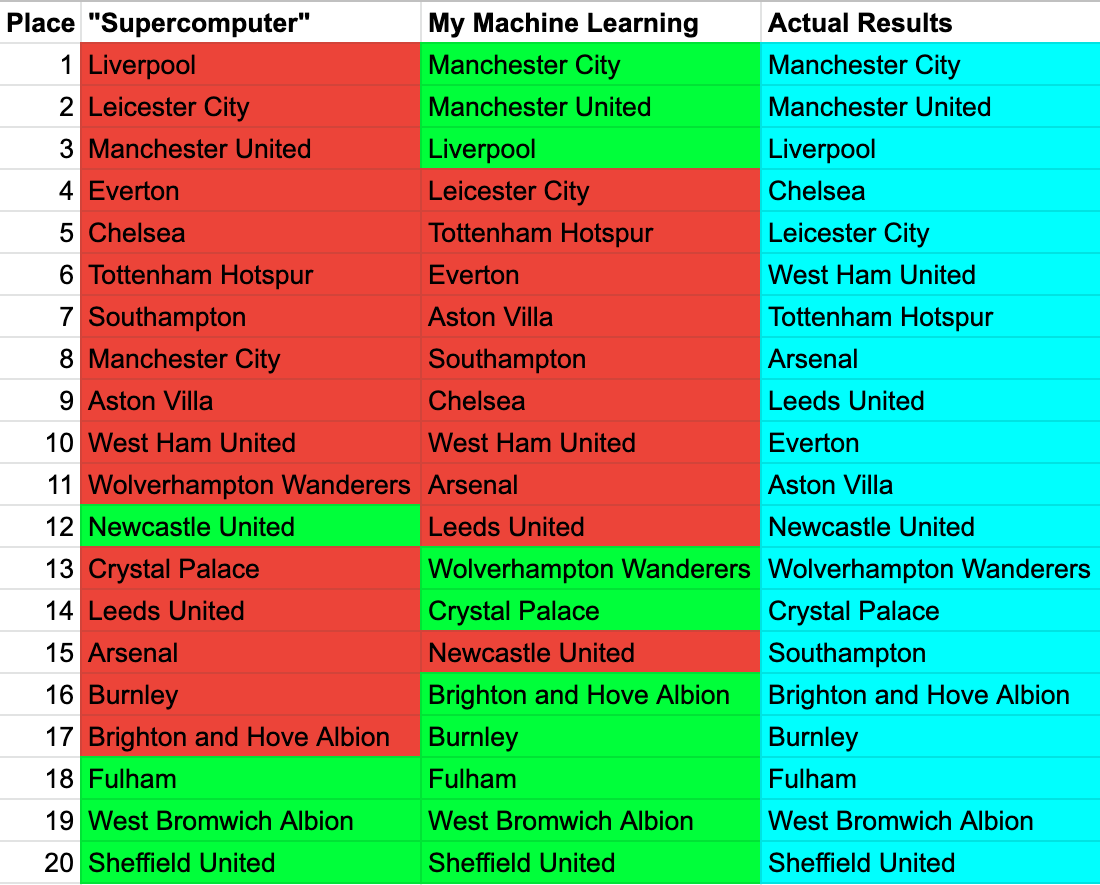 Place "Supercomputer" My Machine Learning Actual Results
1 Liverpool Manchester City Manchester City
2 Leicester City Manchester United Manchester United
3 Manchester United Liverpool Liverpool
4 Everton Leicester City Chelsea
5 Chelsea Tottenham Hotspur Leicester City
6 Tottenham Hotspur Everton West Ham United
7 Southampton Aston Villa Tottenham Hotspur
8 Manchester City Southampton Arsenal
9 Aston Villa Chelsea Leeds United
10 West Ham United West Ham United Everton
11 Wolverhampton Wanderers Arsenal Aston Villa
12 Newcastle United Leeds United Newcastle United
13 Crystal Palace Wolverhampton Wanderers Wolverhampton Wanderers
14 Leeds United Crystal Palace Crystal Palace
15 Arsenal Newcastle United Southampton
16 Burnley Brighton and Hove Albion Brighton and Hove Albion
17 Brighton and Hove Albion Burnley Burnley
18 Fulham Fulham Fulham
19 West Bromwich Albion West Bromwich Albion West Bromwich Albion
20 Sheffield United Sheffield United Sheffield United